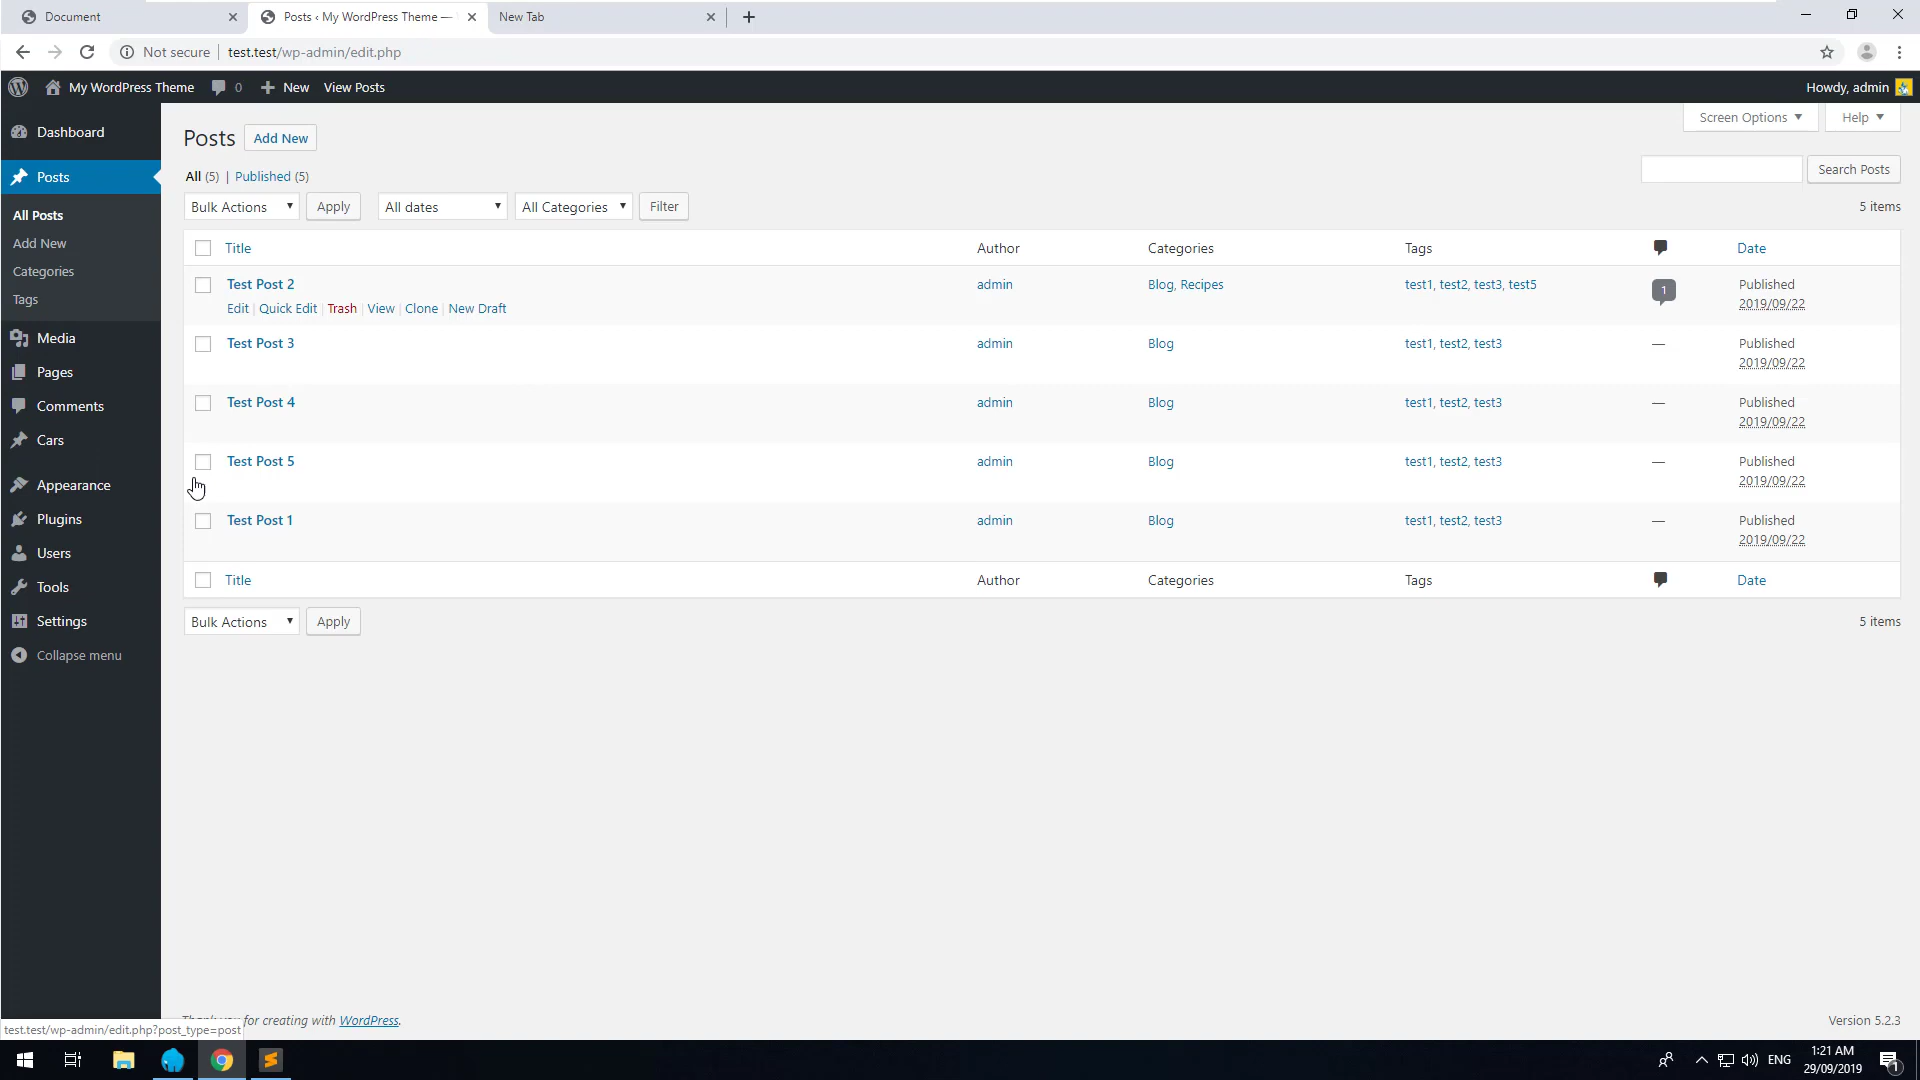 Document
Posts ‹ My WordPress Theme —
New Tab
Not secure
test.test/wp-admin/edit.php
My WordPress Theme
0
New
View Posts
Howdy, admin
Dashboard
Posts
All Posts
Add New
Categories
Tags
Media
Pages
Comments
Cars
Appearance
Plugins
Users
Tools
Settings
Collapse menu
Posts
Add New
Screen Options
Help
All (5) | Published (5)
Search Posts
Bulk Actions
Apply
All dates
All Categories
Filter
5 items
Title
Author
Categories
Tags
Date
Test Post 2
admin
Blog, Recipes
test1, test2, test3, test5
1
Published
2019/09/22
Edit | Quick Edit | Trash | View | Clone | New Draft
Test Post 3
admin
Blog
test1, test2, test3
—
Published
2019/09/22
Test Post 4
admin
Blog
test1, test2, test3
—
Published
2019/09/22
Test Post 5
admin
Blog
test1, test2, test3
—
Published
2019/09/22
Test Post 1
admin
Blog
test1, test2, test3
—
Published
2019/09/22
Title
Author
Categories
Tags
Date
Bulk Actions
Apply
5 items
for creating with WordPress.
Version 5.2.3
test.test/wp-admin/edit.php?post_type=post
ENG
1:21 AM
29/09/2019
1